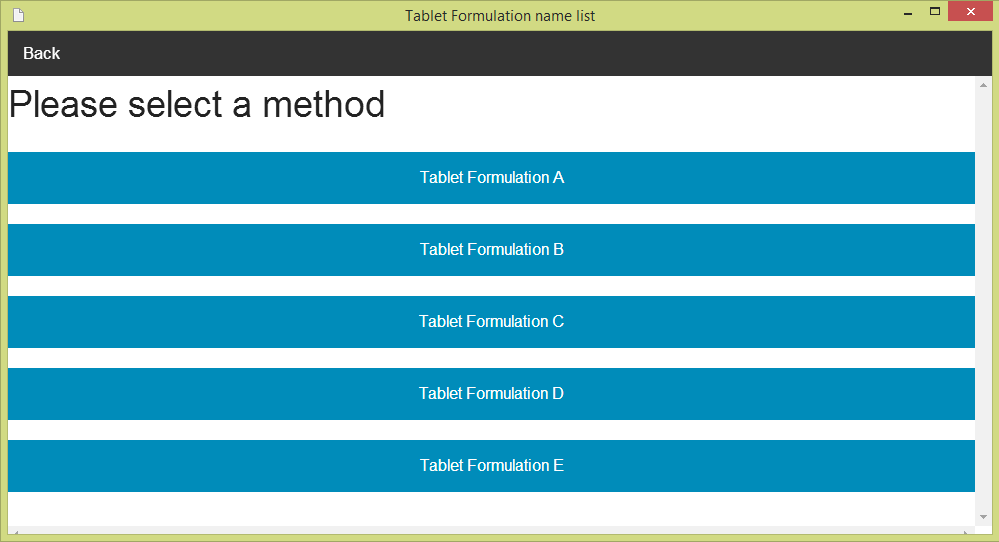 Tablet Formulation name list
Back
Please select a method
Tablet Formulation A
Tablet Formulation B
Tablet Formulation C
Tablet Formulation D
Tablet Formulation E